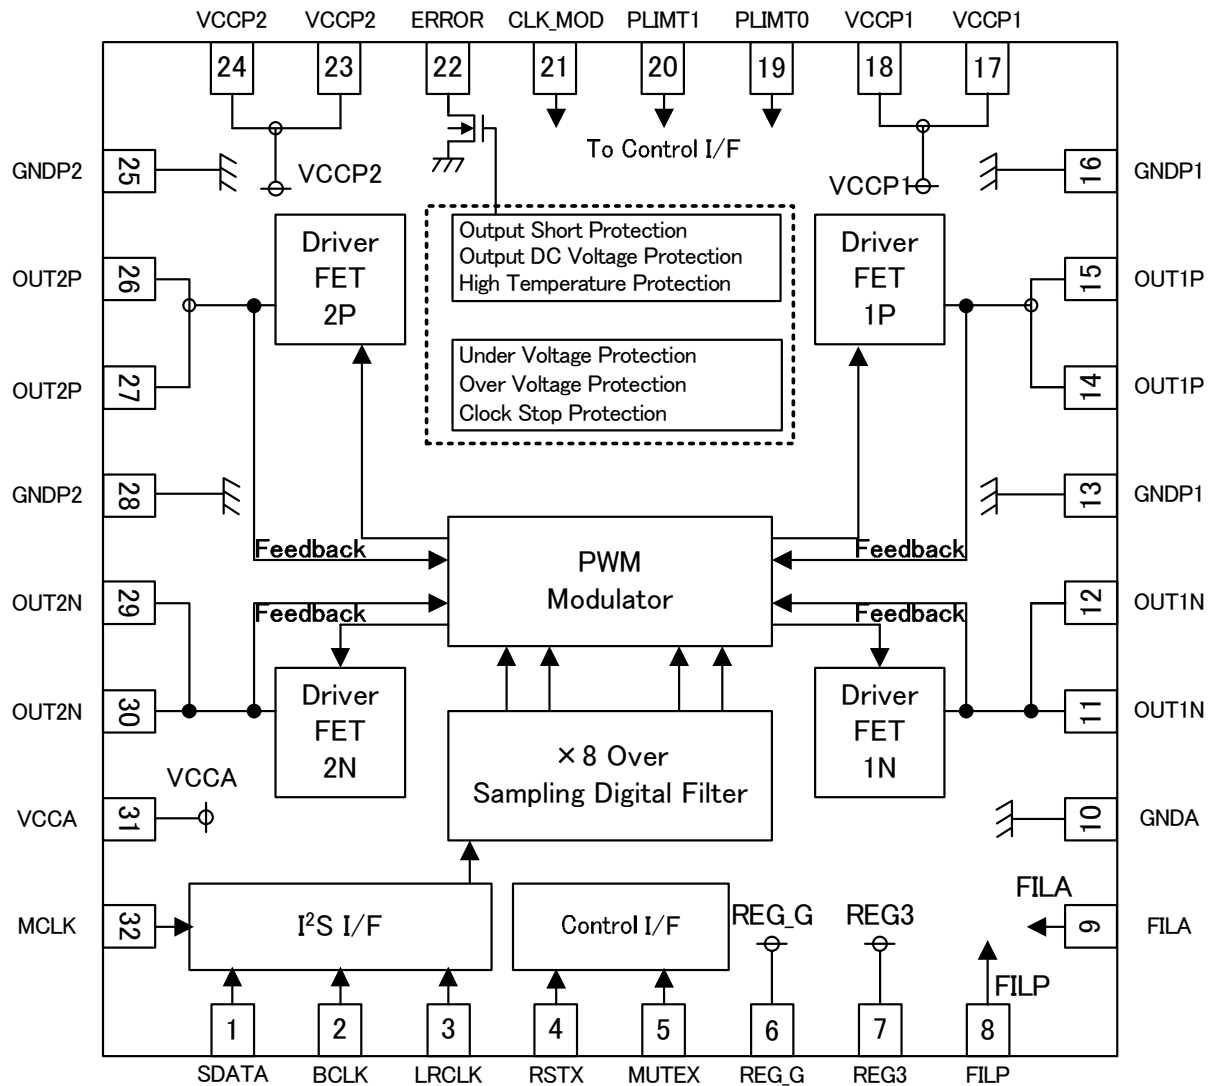 VCCP2 VCCP2 ERROR CLK_MOD PLIMT1 PLIMT0 VCCP1 VCCP1
24 23 22 21 20 19 18 17
To Control I/F
GNDP2 25 VCCP2 VCCP1 16 GNDP1
Output Short Protection
Output DC Voltage Protection
High Temperature Protection
Driver
FET
2P
Driver
FET
1P
OUT2P 26 15 OUT1P
Under Voltage Protection
Over Voltage Protection
Clock Stop Protection
OUT2P 27 14 OUT1P
GNDP2 28 13 GNDP1
Feedback Feedback
PWM
Modulator
OUT2N 29 12 OUT1N
Feedback Feedback
Driver
FET
2N
Driver
FET
1N
OUT2N 30 11 OUT1N
×8 Over
Sampling Digital Filter
VCCA
VCCA 31 10 GNDA
FILA
MCLK 32 I²S I/F Control I/F REG_G REG3 9 FILA
FILP
1 2 3 4 5 6 7 8
SDATA BCLK LRCLK RSTX MUTEX REG_G REG3 FILP